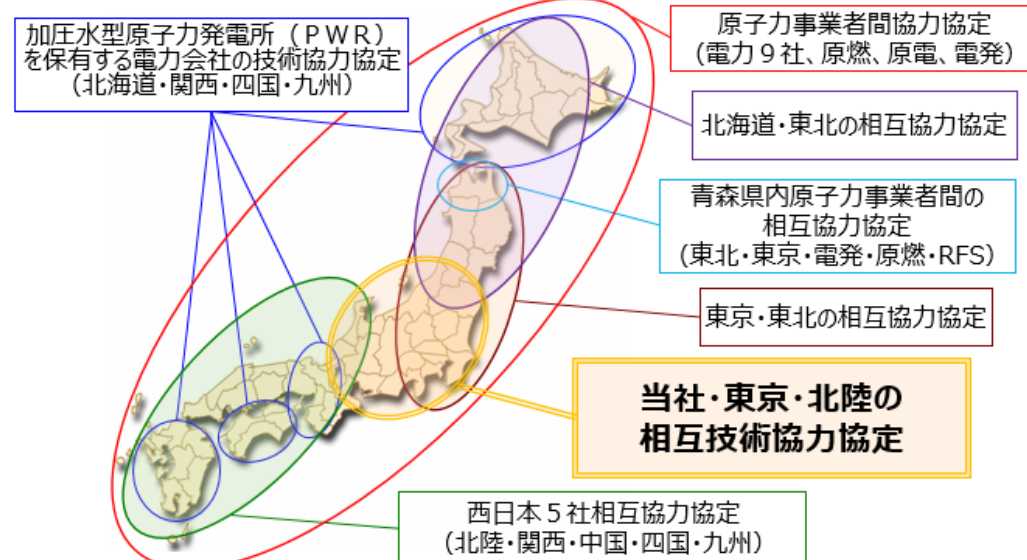 加圧水型原子力発電所（ＰＷＲ）
を保有する電力会社の技術協力協定
（北海道・関西・四国・九州）
原子力事業者間協力協定
（電力９社、原燃、原電、電発）
北海道・東北の相互協力協定
青森県内原子力事業者間の
相互協力協定
（東北・東京・電発・原燃・RFS）
東京・東北の相互協力協定
当社・東京・北陸の
相互技術協力協定
西日本５社相互協力協定
（北陸・関西・中国・四国・九州）